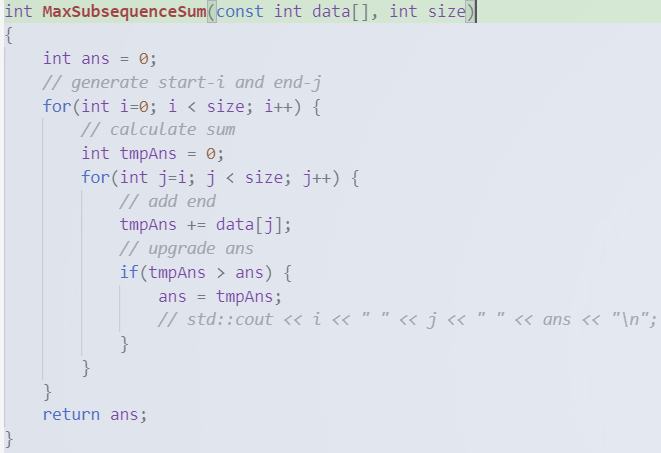 int MaxSubsequenceSum(const int data[], int size)
{
    int ans = 0;
    // generate start-i and end-j
    for(int i=0; i < size; i++) {
        // calculate sum
        int tmpAns = 0;
        for(int j=i; j < size; j++) {
            // add end
            tmpAns += data[j];
            // upgrade ans
            if(tmpAns > ans) {
                ans = tmpAns;
                // std::cout << i << " " << j << " " << ans << "\n";
            }
        }
    }
    return ans;
}